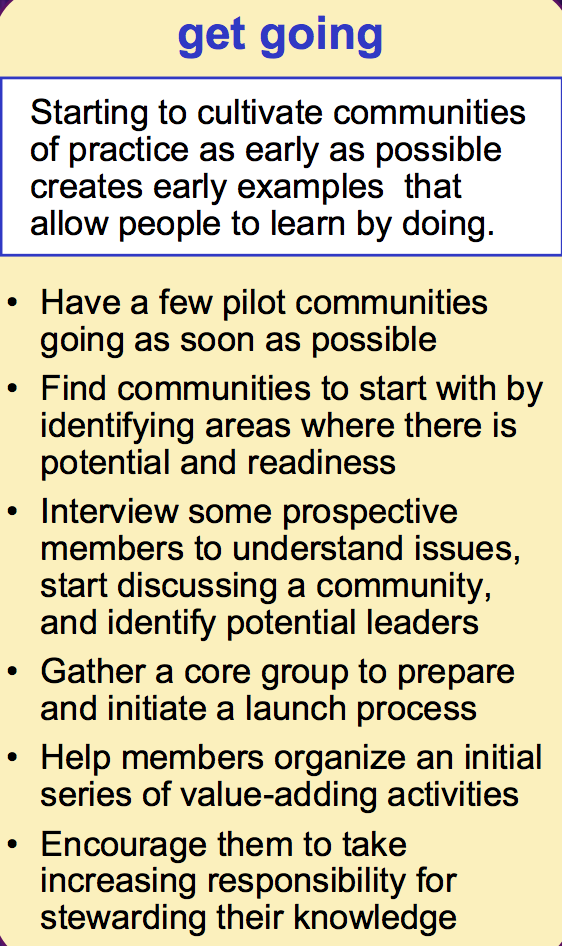 get going
Starting to cultivate communities
of practice as early as possible
creates early examples  that
allow people to learn by doing.
• Have a few pilot communities
going as soon as possible
• Find communities to start with by
identifying areas where there is
potential and readiness
• Interview some prospective
members to understand issues,
start discussing a community,
and identify potential leaders
• Gather a core group to prepare
and initiate a launch process
• Help members organize an initial
series of value-adding activities
• Encourage them to take
increasing responsibility for
stewarding their knowledge